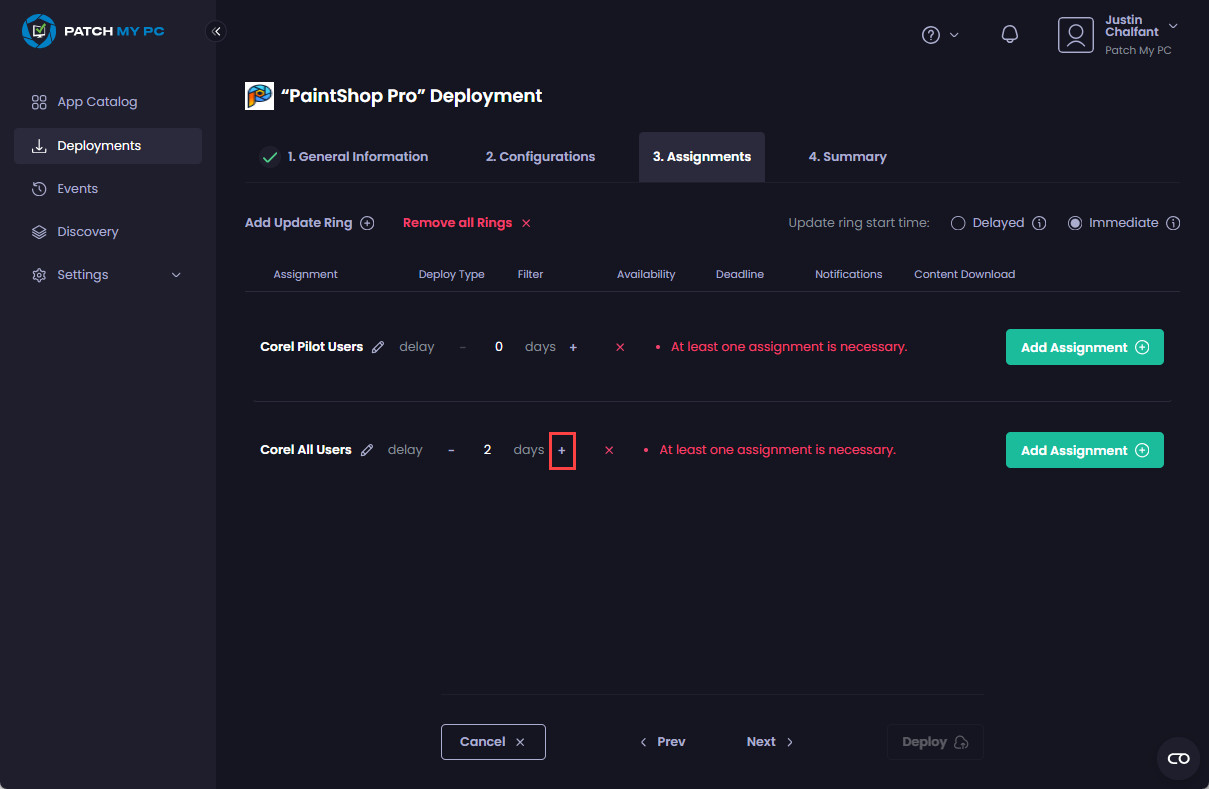 PATCH MY PC
Justin Chalfant
Patch My PC
App Catalog
Deployments
Events
Discovery
Settings
“PaintShop Pro” Deployment
1. General Information 2. Configurations 3. Assignments 4. Summary
Add Update Ring Remove all Rings × Update ring start time: Delayed Immediate
Assignment Deploy Type Filter Availability Deadline Notifications Content Download
Corel Pilot Users delay - 0 days + × • At least one assignment is necessary. Add Assignment
Corel All Users delay - 2 days + × • At least one assignment is necessary. Add Assignment
Cancel × < Prev Next > Deploy